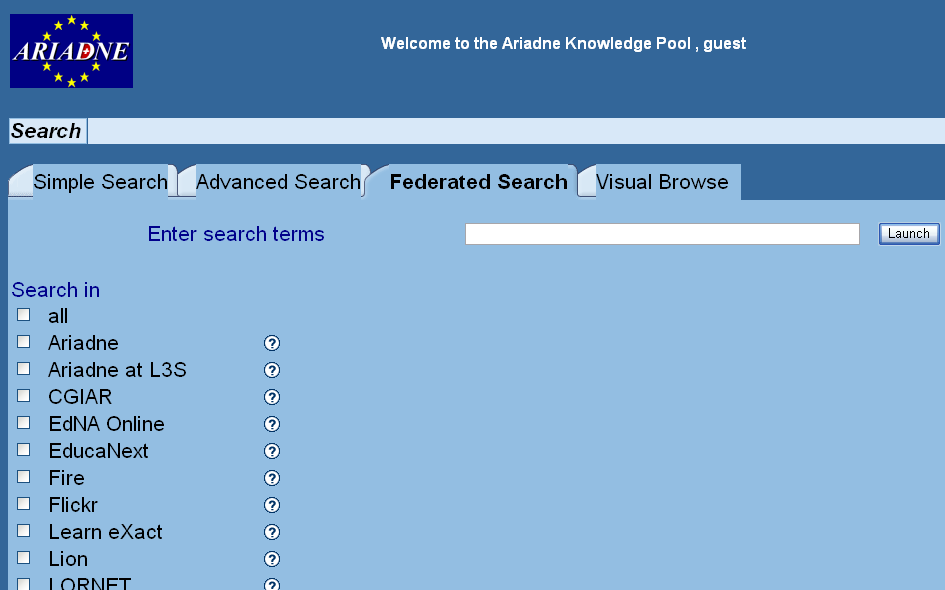 ARIADNE
Welcome to the Ariadne Knowledge Pool , guest
Search
Simple Search Advanced Search Federated Search Visual Browse
Enter search terms Launch
Search in
all
Ariadne ?
Ariadne at L3S ?
CGIAR ?
EdNA Online ?
EducaNext ?
Fire ?
Flickr ?
Learn eXact ?
Lion ?
LORNET ?